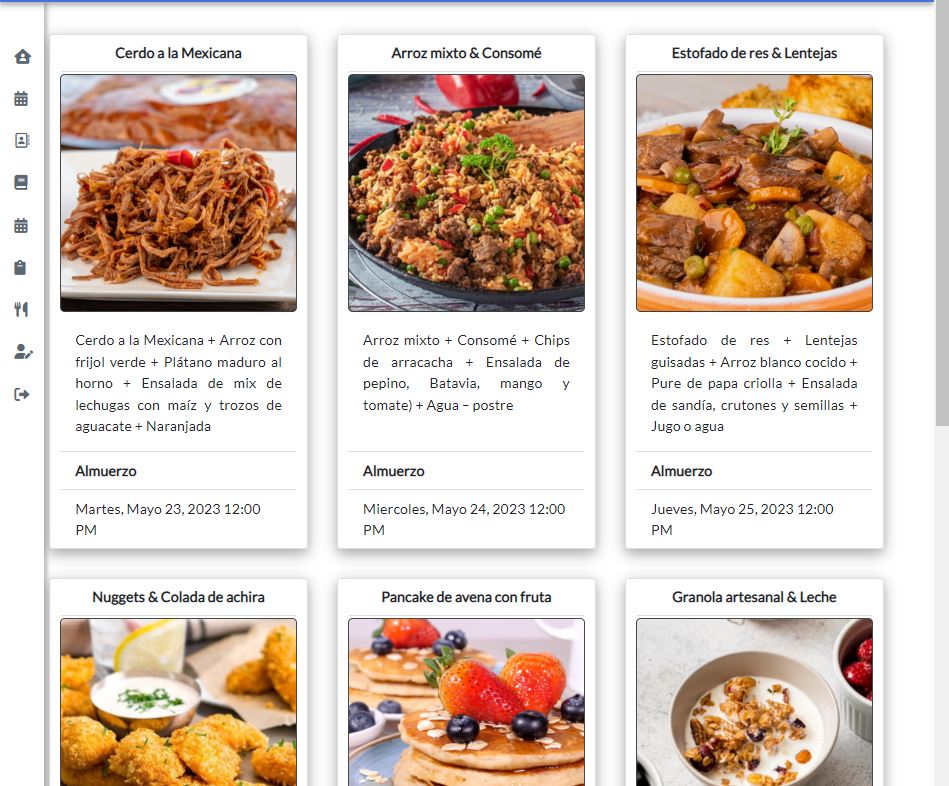 Cerdo a la Mexicana
Cerdo a la Mexicana + Arroz con
frijol verde + Plátano maduro al
horno + Ensalada de mix de
lechugas con maíz y trozos de
aguacate + Naranjada
Almuerzo
Martes, Mayo 23, 2023 12:00
PM
Arroz mixto & Consomé
Arroz mixto + Consomé + Chips
de arracacha + Ensalada de
pepino, Batavia, mango y
tomate) + Agua – postre
Almuerzo
Miercoles, Mayo 24, 2023 12:00
PM
Estofado de res & Lentejas
Estofado de res + Lentejas
guisadas + Arroz blanco cocido +
Pure de papa criolla + Ensalada
de sandía, crutones y semillas +
Jugo o agua
Almuerzo
Jueves, Mayo 25, 2023 12:00
PM
Nuggets & Colada de achira
Pancake de avena con fruta
Granola artesanal & Leche